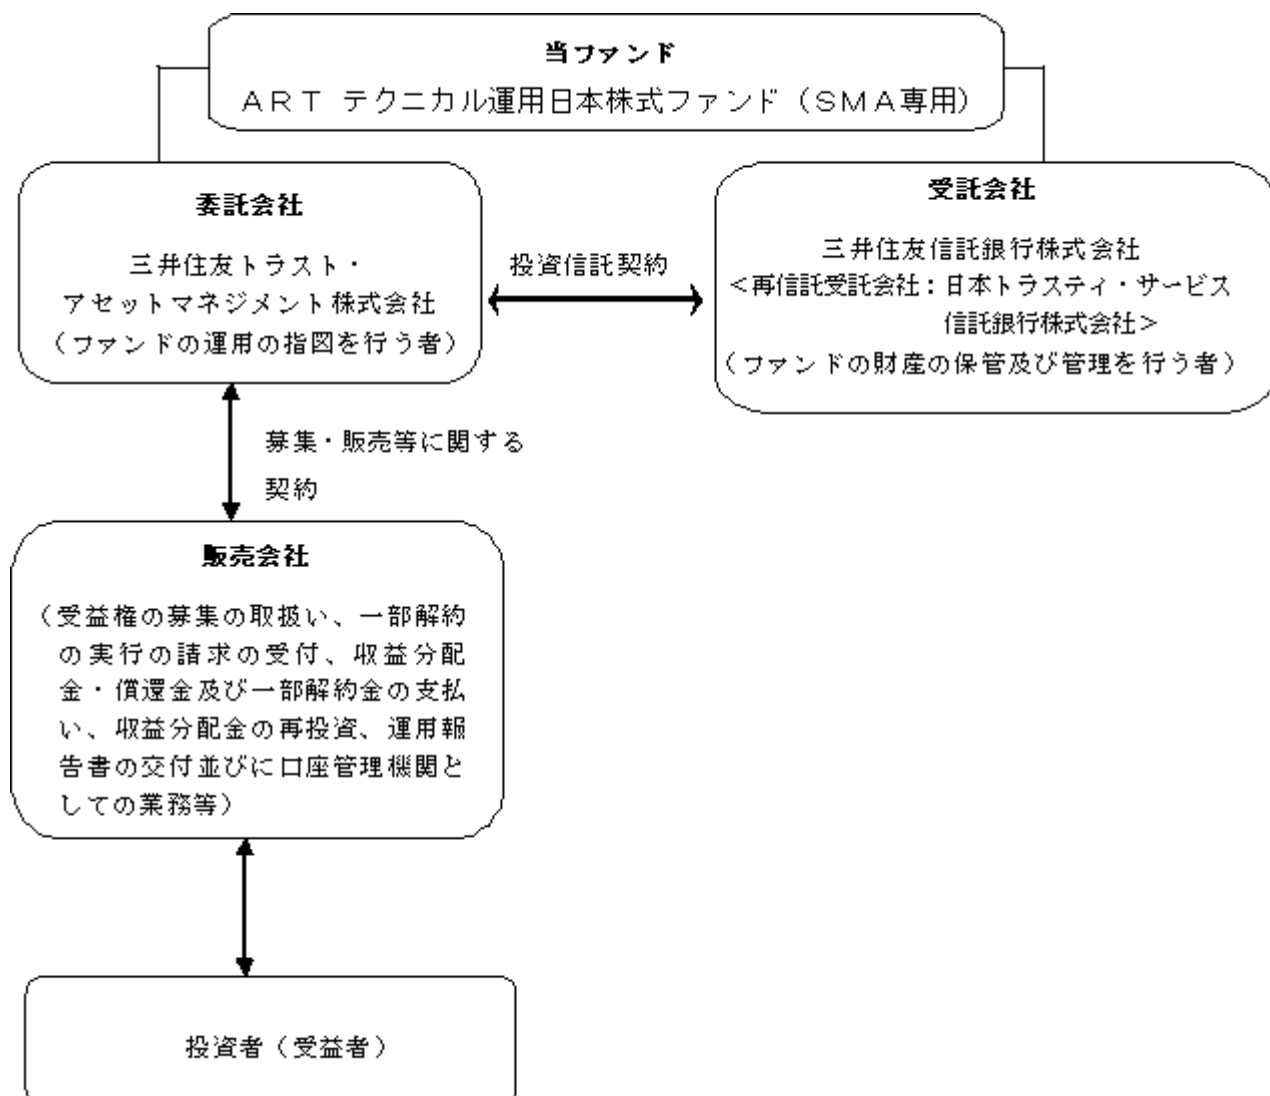 当ファンド
ＡＲＴ テクニカル運用日本株式ファンド（ＳＭＡ専用）
委託会社
三井住友トラスト・
アセットマネジメント株式会社
（ファンドの運用の指図を行う者）
投資信託契約
受託会社
三井住友信託銀行株式会社
＜再信託受託会社：日本トラスティ・サービス
信託銀行株式会社＞
（ファンドの財産の保管及び管理を行う者）
募集・販売等に関する
契約
販売会社
（受益権の募集の取扱い、一部解約
の実行の請求の受付、収益分配
金・償還金及び一部解約金の支払
い、収益分配金の再投資、運用報
告書の交付並びに口座管理機関と
しての業務等）
投資者（受益者）